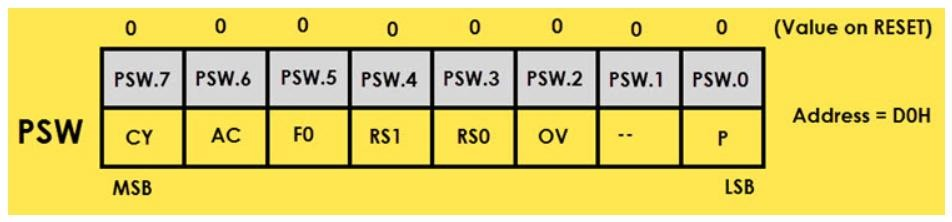 0 0 0 0 0 0 0 0 (Value on RESET)
PSW.7 PSW.6 PSW.5 PSW.4 PSW.3 PSW.2 PSW.1 PSW.0
Address = D0H
PSW CY AC F0 RS1 RS0 OV -- P
MSB LSB